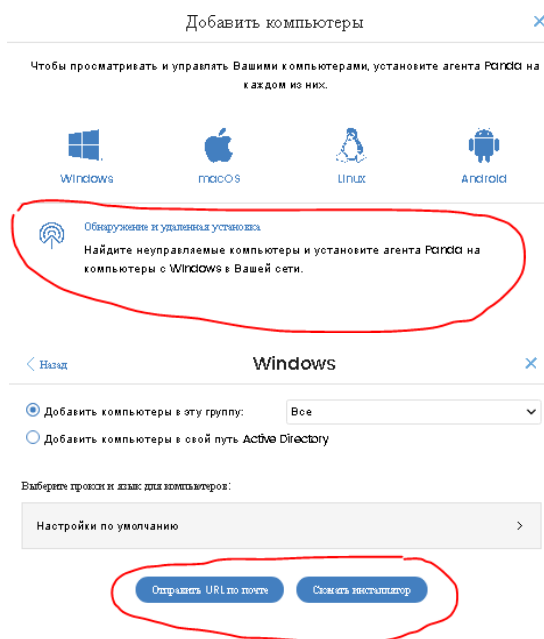 Добавить компьютеры
Чтобы просматривать и управлять Вашими компьютерами, установите агента Panda на
каждом из них.
Windows macOS Linux Android
Обнаружение и удаленная установка
Найдите неуправляемые компьютеры и установите агента Panda на
компьютеры с Windows в Вашей сети.
Назад Windows
Добавить компьютеры в эту группу: Все
Добавить компьютеры в свой путь Active Directory
Выберите прокси и язык для компьютеров:
Настройки по умолчанию
Отправить URL по почте Скачать инсталлятор